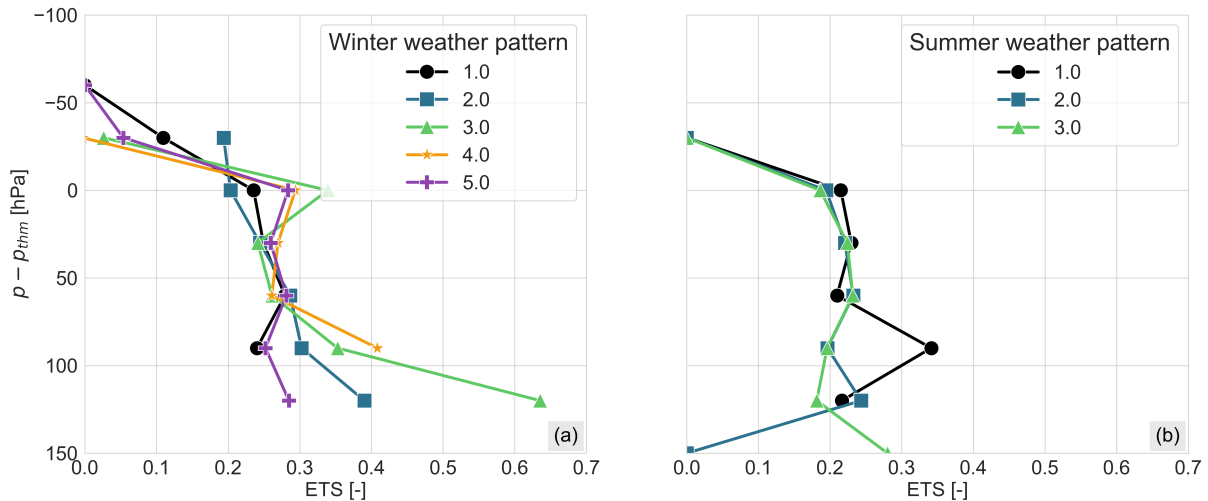 −100
−50
0
50
100
150
p − p_thm [hPa]
0.0 0.1 0.2 0.3 0.4 0.5 0.6 0.7
ETS [-]
Winter weather pattern
1.0
2.0
3.0
4.0
5.0
(a)
0.0 0.1 0.2 0.3 0.4 0.5 0.6 0.7
ETS [-]
Summer weather pattern
1.0
2.0
3.0
(b)